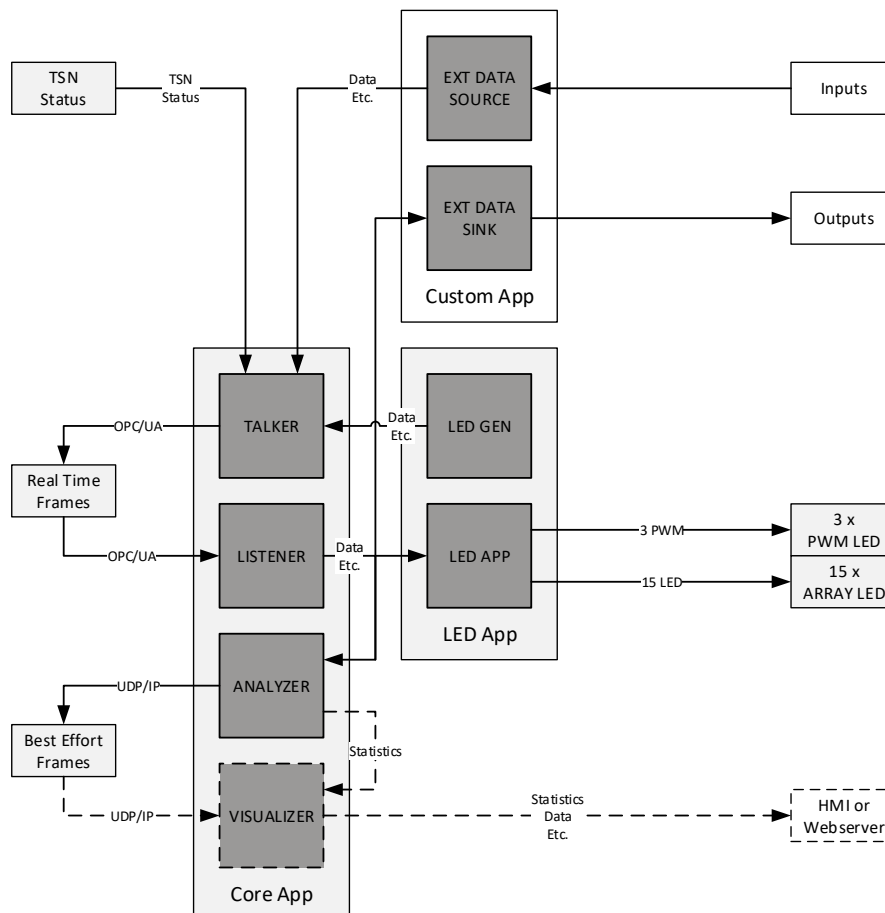 TSN
Status
TSN
Status
Data
Etc.
EXT DATA
SOURCE
Inputs
EXT DATA
SINK
Outputs
Custom App
OPC/UA
TALKER
Data
Etc.
LED GEN
Real Time
Frames
OPC/UA
LISTENER
Data
Etc.
LED APP
3 PWM
3 x
PWM LED
15 LED
15 x
ARRAY LED
LED App
UDP/IP
ANALYZER
Best Effort
Frames
Statistics
UDP/IP
VISUALIZER
Statistics
Data
Etc.
HMI or
Webserver
Core App